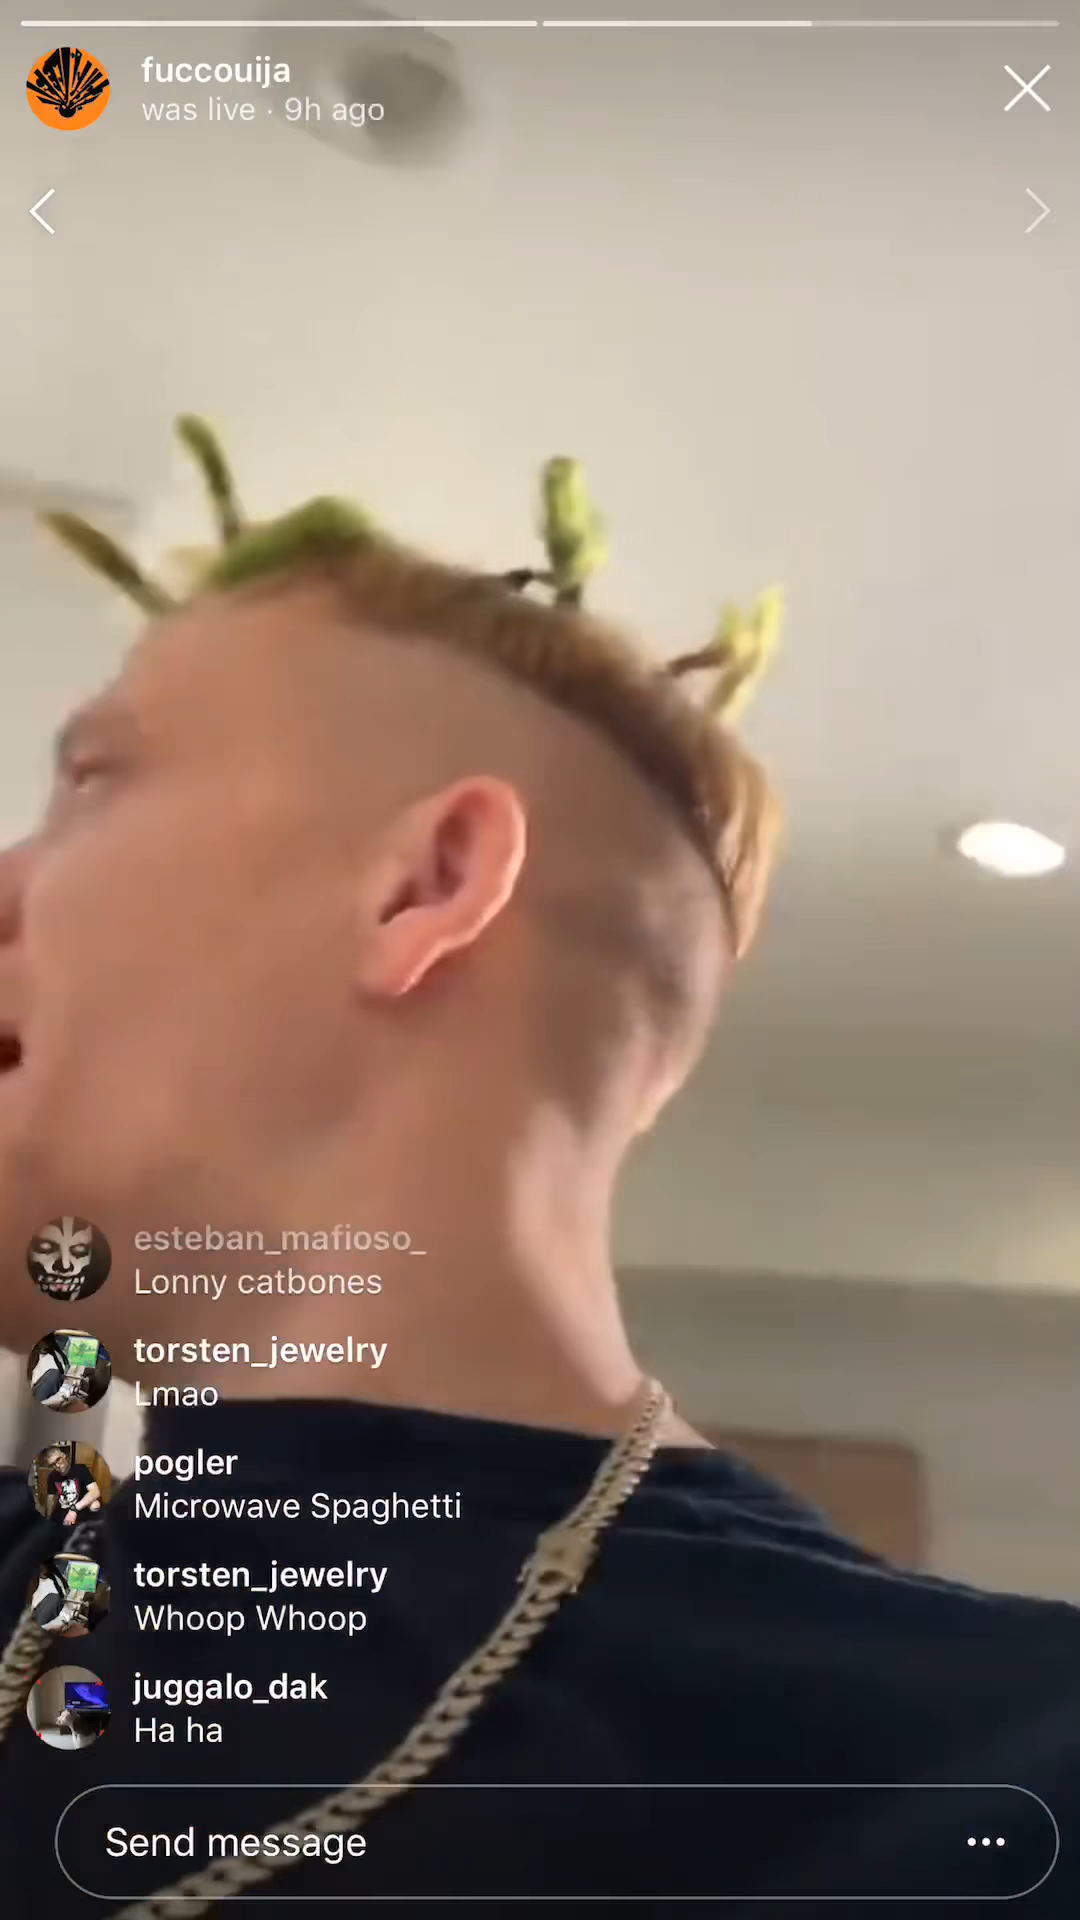 fuccouija
was live · 9h ago
esteban_mafioso_
Lonny catbones
torsten_jewelry
Lmao
pogler
Microwave Spaghetti
torsten_jewelry
Whoop Whoop
juggalo_dak
Ha ha
Send message